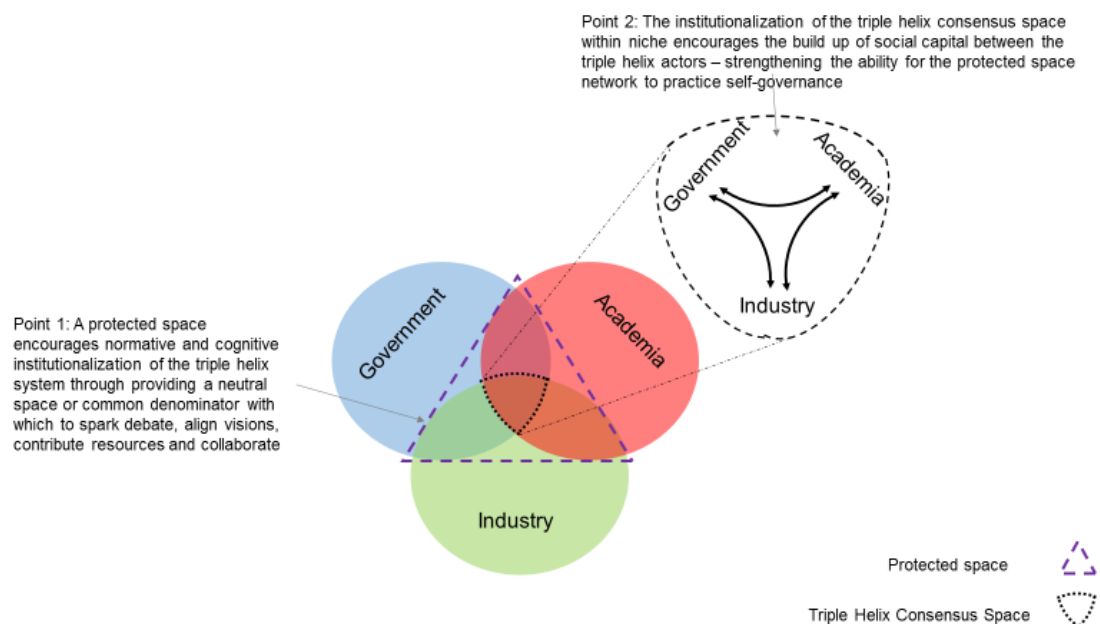 Point 2: The institutionalization of the triple helix consensus space
within niche encourages the build up of social capital between the
triple helix actors – strengthening the ability for the protected space
network to practice self-governance
Government
Academia
Industry
Government
Academia
Point 1: A protected space
encourages normative and cognitive
institutionalization of the triple helix
system through providing a neutral
space or common denominator with
which to spark debate, align visions,
contribute resources and collaborate
Industry
Protected space
Triple Helix Consensus Space